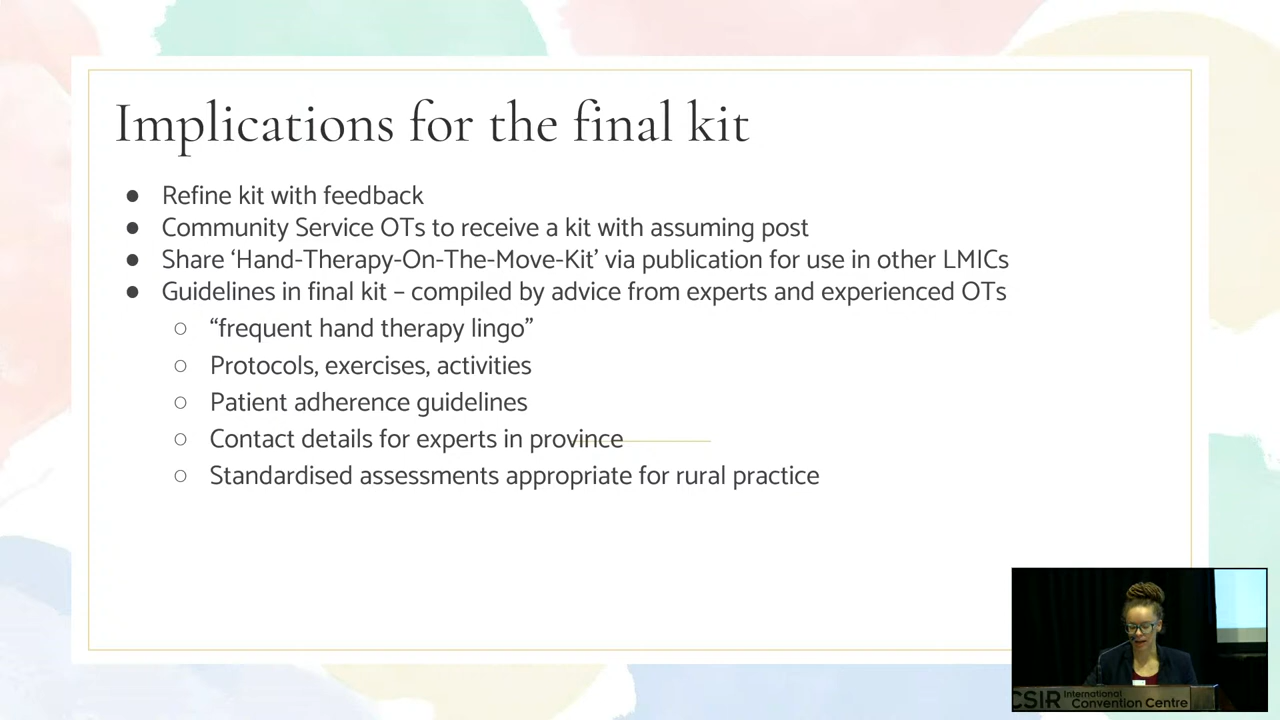 Implications for the final kit
● Refine kit with feedback
● Community Service OTs to receive a kit with assuming post
● Share ‘Hand-Therapy-On-The-Move-Kit’ via publication for use in other LMICs
● Guidelines in final kit – compiled by advice from experts and experienced OTs
○ “frequent hand therapy lingo”
○ Protocols, exercises, activities
○ Patient adherence guidelines
○ Contact details for experts in province
○ Standardised assessments appropriate for rural practice
CSIR International
Convention Centre